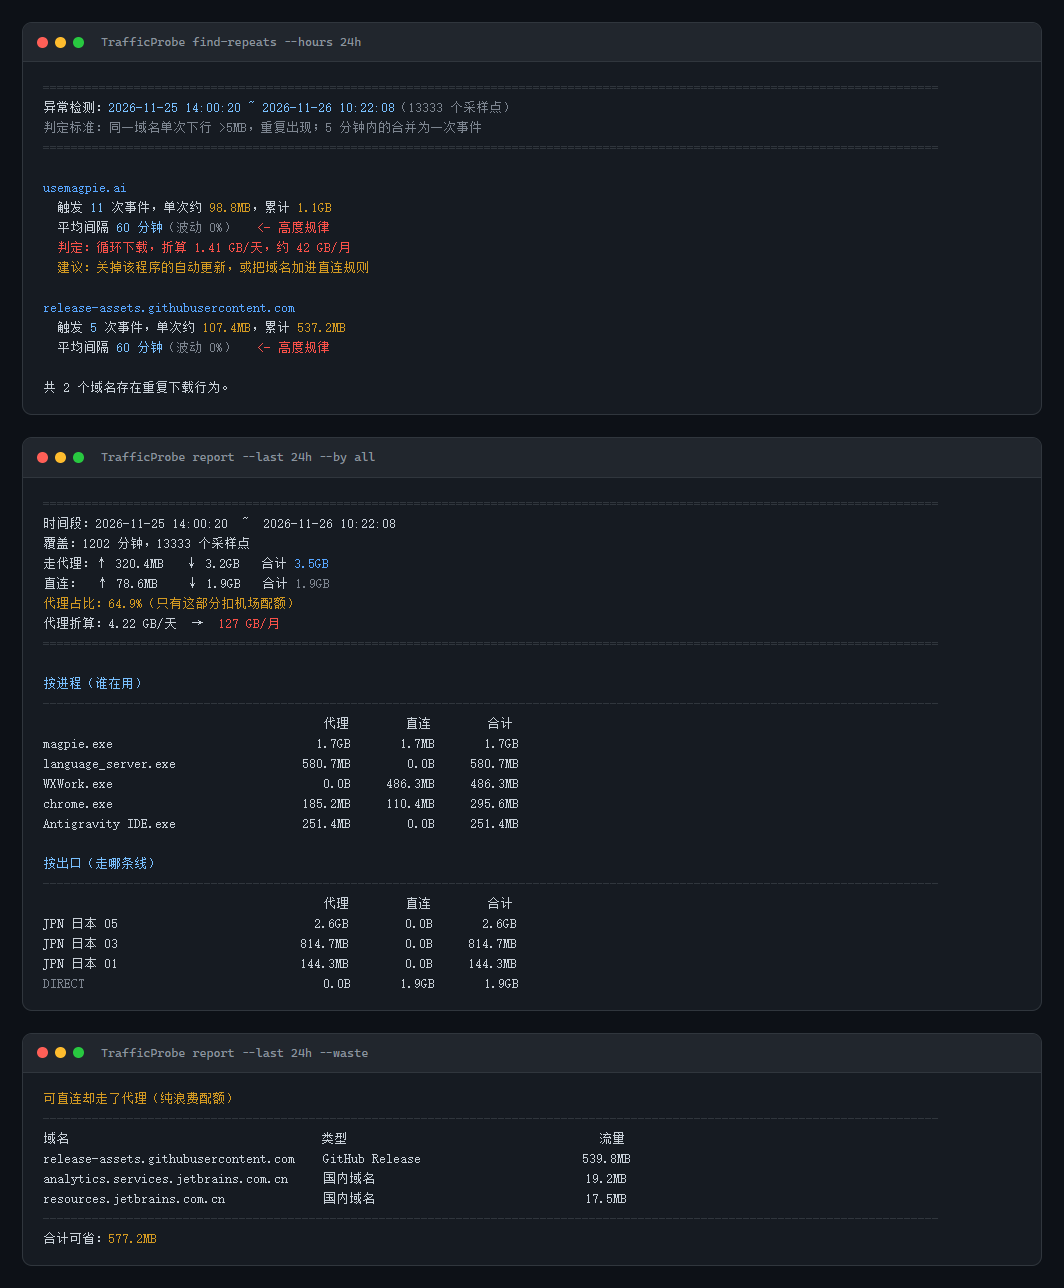 TrafficProbe find-repeats --hours 24h
异常检测: 2026-11-25 14:00:20 ~ 2026-11-26 10:22:08（13333 个采样点）
判定标准: 同一域名单次下行 >5MB，重复出现；5 分钟内的合并为一次事件
usemagpie.ai
触发 11 次事件，单次约 98.8MB，累计 1.1GB
平均间隔 60 分钟（波动 0%） <- 高度规律
判定: 循环下载，折算 1.41 GB/天，约 42 GB/月
建议: 关掉该程序的自动更新，或把域名加进直连规则
release-assets.githubusercontent.com
触发 5 次事件，单次约 107.4MB，累计 537.2MB
平均间隔 60 分钟（波动 0%） <- 高度规律
共 2 个域名存在重复下载行为。
TrafficProbe report --last 24h --by all
时间段: 2026-11-25 14:00:20 ~ 2026-11-26 10:22:08
覆盖: 1202 分钟，13333 个采样点
走代理: ↑ 320.4MB ↓ 3.2GB 合计 3.5GB
直连: ↑ 78.6MB ↓ 1.9GB 合计 1.9GB
代理占比: 64.9%（只有这部分扣机场配额）
代理折算: 4.22 GB/天 → 127 GB/月
按进程（谁在用）
代理 直连 合计
magpie.exe 1.7GB 1.7MB 1.7GB
language_server.exe 580.7MB 0.0B 580.7MB
WXWork.exe 0.0B 486.3MB 486.3MB
chrome.exe 185.2MB 110.4MB 295.6MB
Antigravity IDE.exe 251.4MB 0.0B 251.4MB
按出口（走哪条线）
代理 直连 合计
JPN 日本 05 2.6GB 0.0B 2.6GB
JPN 日本 03 814.7MB 0.0B 814.7MB
JPN 日本 01 144.3MB 0.0B 144.3MB
DIRECT 0.0B 1.9GB 1.9GB
TrafficProbe report --last 24h --waste
可直连却走了代理（纯浪费配额）
域名 类型 流量
release-assets.githubusercontent.com GitHub Release 539.8MB
analytics.services.jetbrains.com.cn 国内域名 19.2MB
resources.jetbrains.com.cn 国内域名 17.5MB
合计可省: 577.2MB